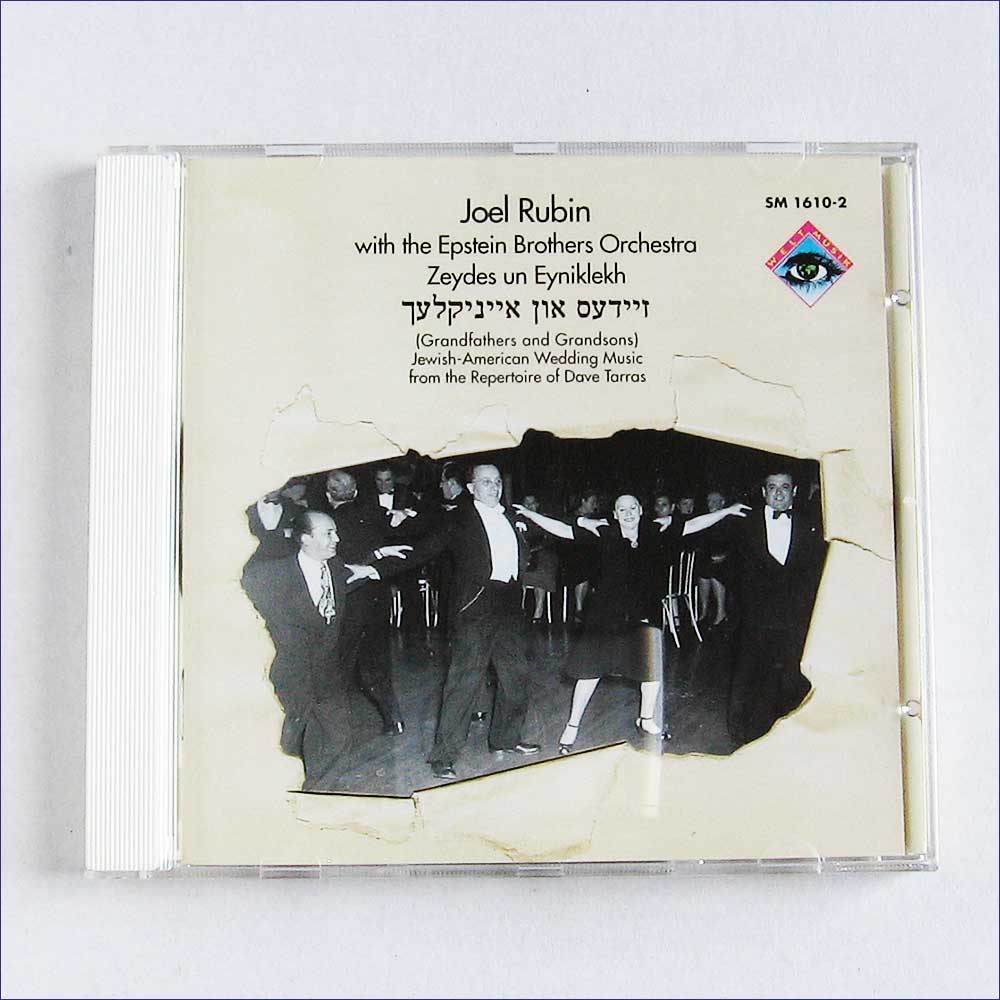 Joel Rubin
with the Epstein Brothers Orchestra
Zeydes un Eyniklekh
זיידעס און אייניקלעך
(Grandfathers and Grandsons)
Jewish-American Wedding Music
from the Repertoire of Dave Tarras
SM 1610-2
WELT MUSIK